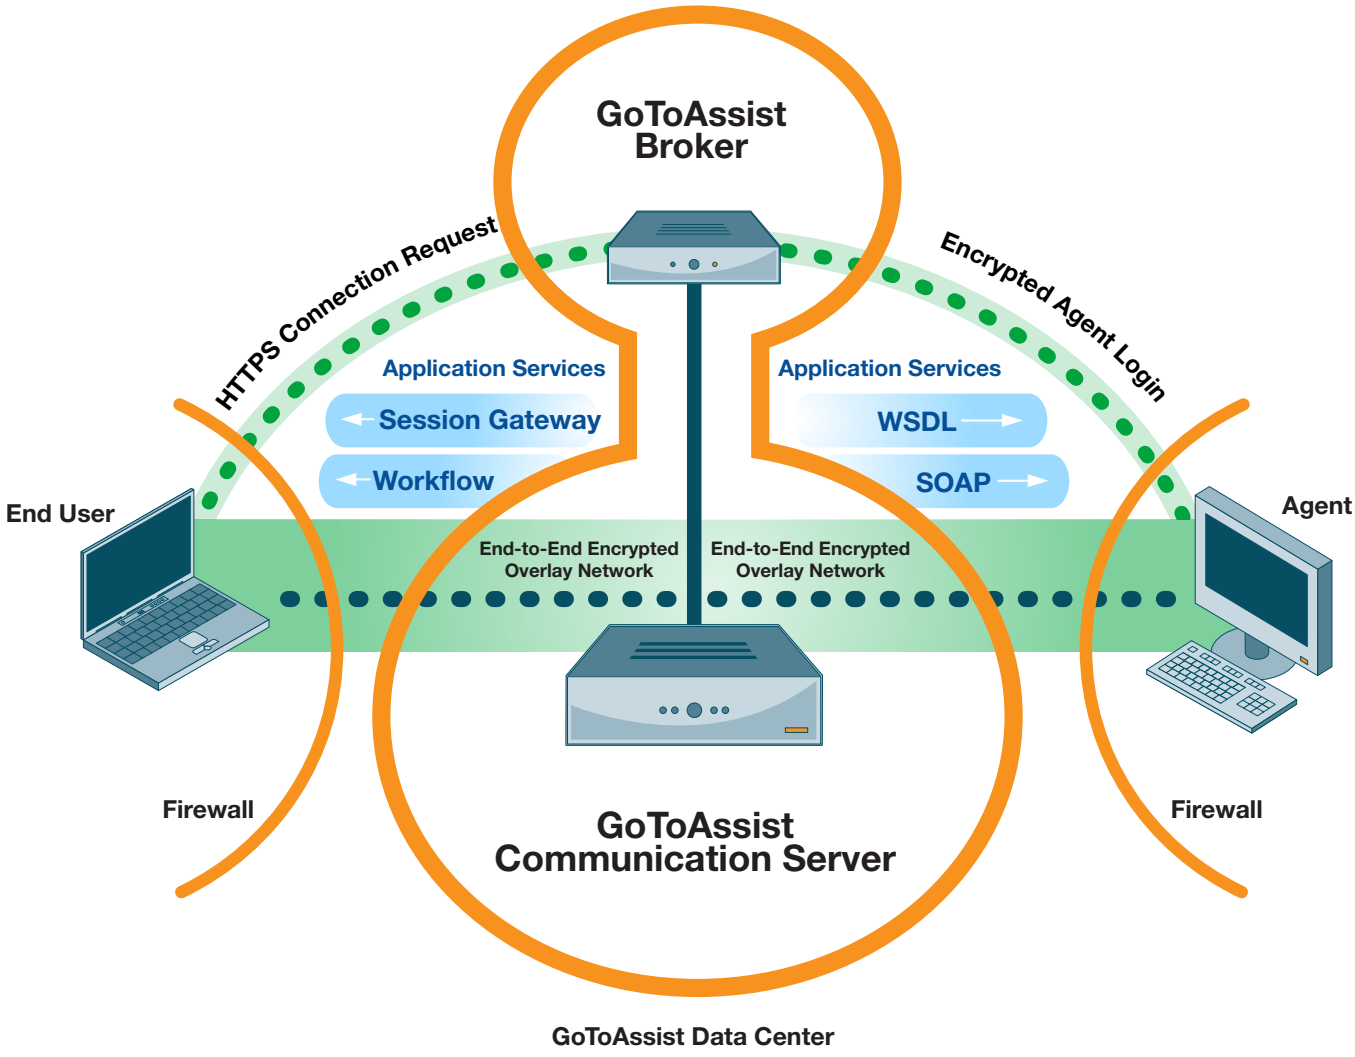 GoToAssist
Broker
HTTPS Connection Request
Encrypted Agent Login
Application Services
Session Gateway
Workflow
Application Services
WSDL
SOAP
End User
Agent
End-to-End Encrypted
Overlay Network
End-to-End Encrypted
Overlay Network
Firewall
Firewall
GoToAssist
Communication Server
GoToAssist Data Center